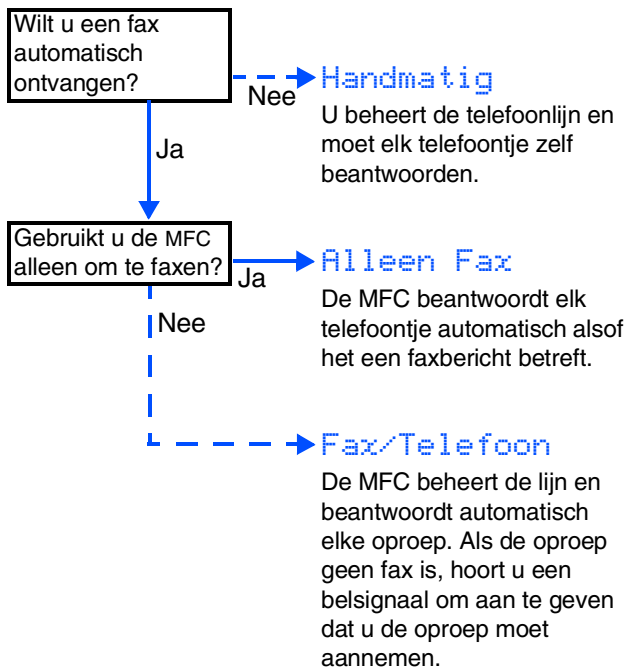 Wilt u een fax
automatisch
ontvangen?
Nee
Handmatig
U beheert de telefoonlijn en
moet elk telefoontje zelf
beantwoorden.
Ja
Gebruikt u de MFC
alleen om te faxen?
Ja
Alleen Fax
De MFC beantwoordt elk
telefoontje automatisch alsof
het een faxbericht betreft.
Nee
Fax/Telefoon
De MFC beheert de lijn en
beantwoordt automatisch
elke oproep. Als de oproep
geen fax is, hoort u een
belsignaal om aan te geven
dat u de oproep moet
aannemen.